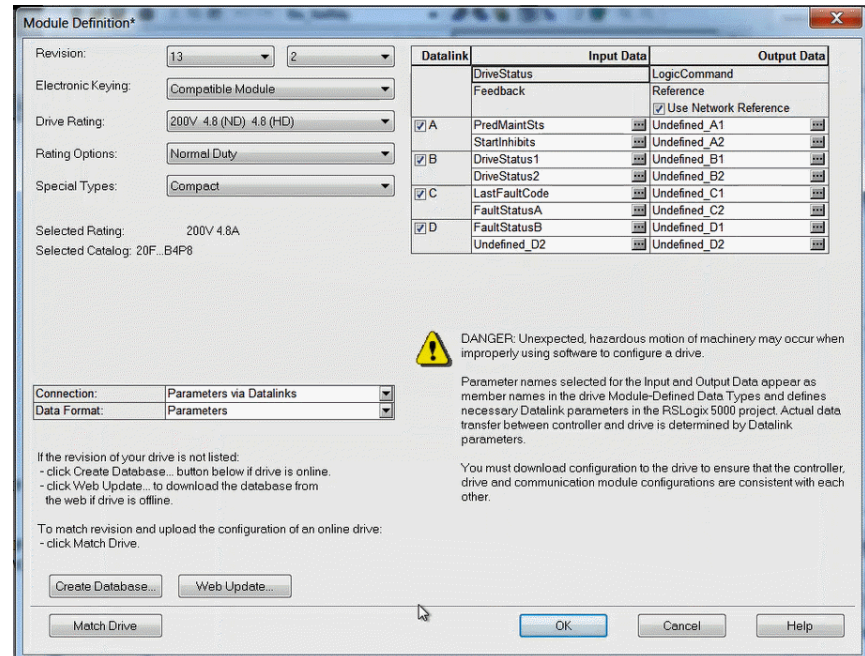 Module Definition*
Revision: 13 2
Electronic Keying: Compatible Module
Drive Rating: 200V 4.8 (ND) 4.8 (HD)
Rating Options: Normal Duty
Special Types: Compact
Selected Rating: 200V 4.8A
Selected Catalog: 20F...B4P8
Connection: Parameters via Datalinks
Data Format: Parameters
If the revision of your drive is not listed:
- click Create Database... button below if drive is online.
- click Web Update... to download the database from
the web if drive is offline.
To match revision and upload the configuration of an online drive:
- click Match Drive.
Create Database... Web Update...
Datalink Input Data Output Data
DriveStatus LogicCommand
Feedback Reference
Use Network Reference
A PredMaintSts ... Undefined_A1 ...
StartInhibits ... Undefined_A2 ...
B DriveStatus1 ... Undefined_B1 ...
DriveStatus2 ... Undefined_B2 ...
C LastFaultCode ... Undefined_C1 ...
FaultStatusA ... Undefined_C2 ...
D FaultStatusB ... Undefined_D1 ...
Undefined_D2 ... Undefined_D2 ...
DANGER: Unexpected, hazardous motion of machinery may occur when
improperly using software to configure a drive.
Parameter names selected for the Input and Output Data appear as
member names in the drive Module-Defined Data Types and defines
necessary Datalink parameters in the RSLogix 5000 project. Actual data
transfer between controller and drive is determined by Datalink
parameters.
You must download configuration to the drive to ensure that the controller,
drive and communication module configurations are consistent with each
other.
Match Drive OK Cancel Help